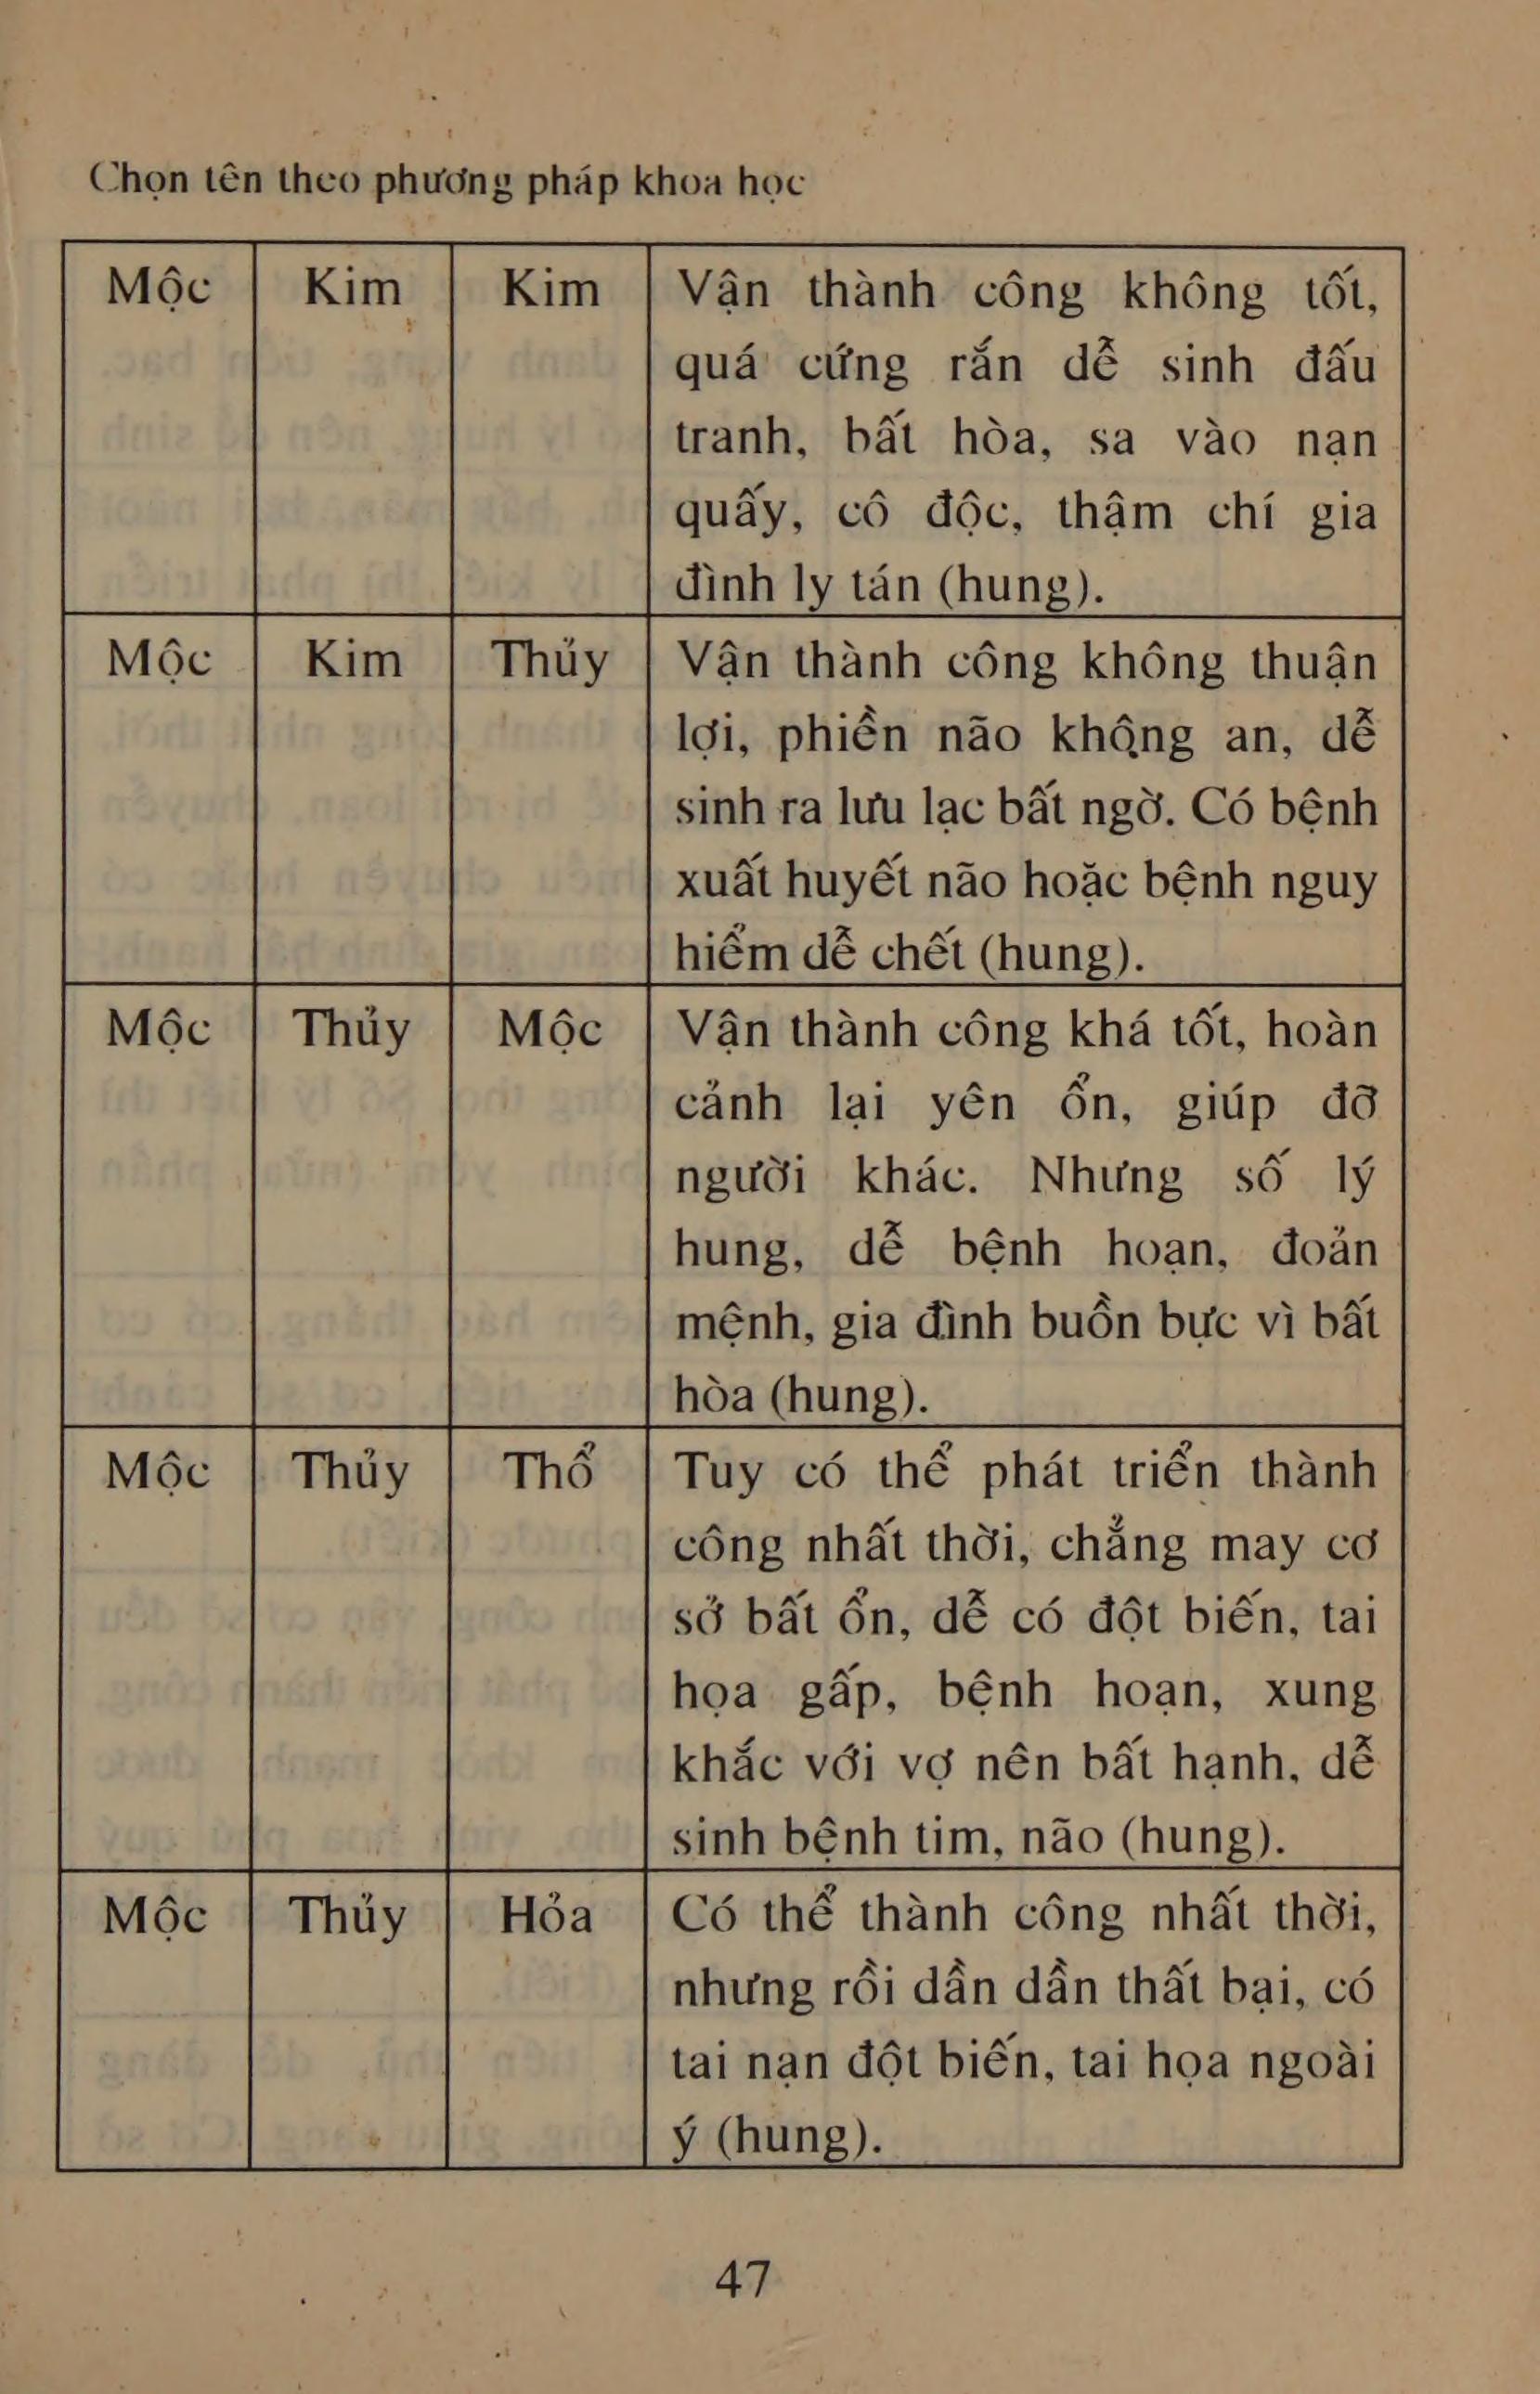 Chọn tên theo phương pháp khoa học
Mộc Kim Kim Vận thành công không tốt,
quá cứng rắn dễ sinh đấu
tranh, bất hòa, sa vào nạn
quấy, cô độc, thậm chí gia
đình ly tán (hung).
Mộc Kim Thủy Vận thành công không thuận
lợi, phiền não không an, dễ
sinh ra lưu lạc bất ngờ. Có bệnh
xuất huyết não hoặc bệnh nguy
hiểm dễ chết (hung).
Mộc Thủy Mộc Vận thành công khá tốt, hoàn
cảnh lại yên ổn, giúp đỡ
người khác. Nhưng số lý
hung, dễ bệnh hoạn, đoản
mệnh, gia đình buồn bực vì bất
hòa (hung).
Mộc Thủy Thổ Tuy có thể phát triển thành
công nhất thời, chẳng may cơ
sở bất ổn, dễ có đột biến, tai
họa gấp, bệnh hoạn, xung
khắc với vợ nên bất hạnh, dễ
sinh bệnh tim, não (hung).
Mộc Thủy Hỏa Có thể thành công nhất thời,
nhưng rồi dần dần thất bại, có
tai nạn đột biến, tai họa ngoài
ý (hung).
47